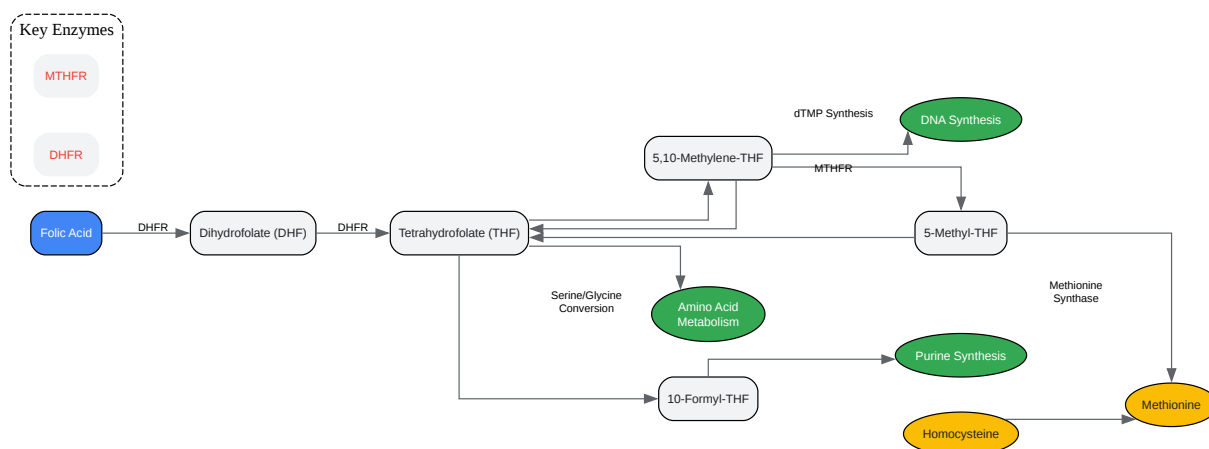 Key Enzymes
MTHFR
DHFR
Folic Acid
DHFR
Dihydrofolate (DHF)
DHFR
Tetrahydrofolate (THF)
5,10-Methylene-THF
dTMP Synthesis
DNA Synthesis
MTHFR
5-Methyl-THF
Serine/Glycine
Conversion
Amino Acid
Metabolism
Methionine
Synthase
10-Formyl-THF
Purine Synthesis
Homocysteine
Methionine